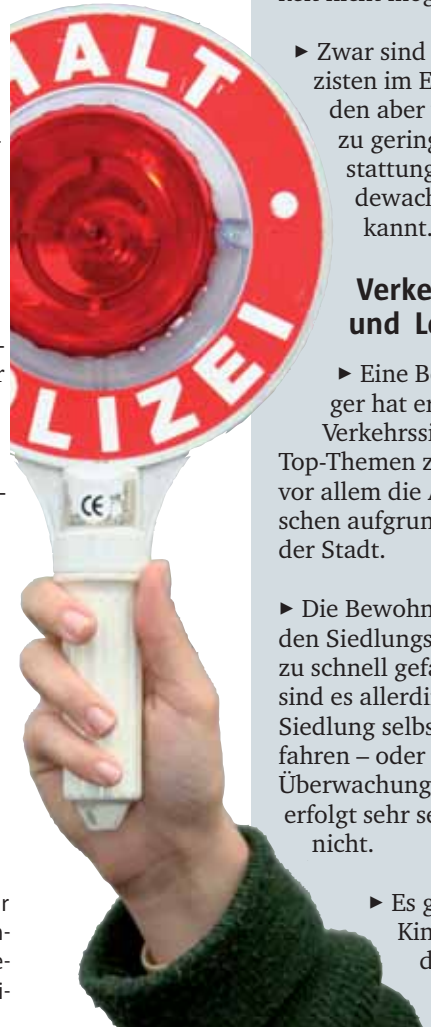 HALT
POLIZEI
CE
► Zwar sind
zisten im E
den aber
zu gering
stattung
dewach
kannt.
Verke
und L
► Eine B
ger hat er
Verkehrssi
Top-Themen z
vor allem die A
schen aufgrun
der Stadt.
► Die Bewohn
den Siedlungs
zu schnell gefa
sind es allerdi
Siedlung selbs
fahren – oder
Überwachung
erfolgt sehr se
nicht.
► Es g
Kin
d